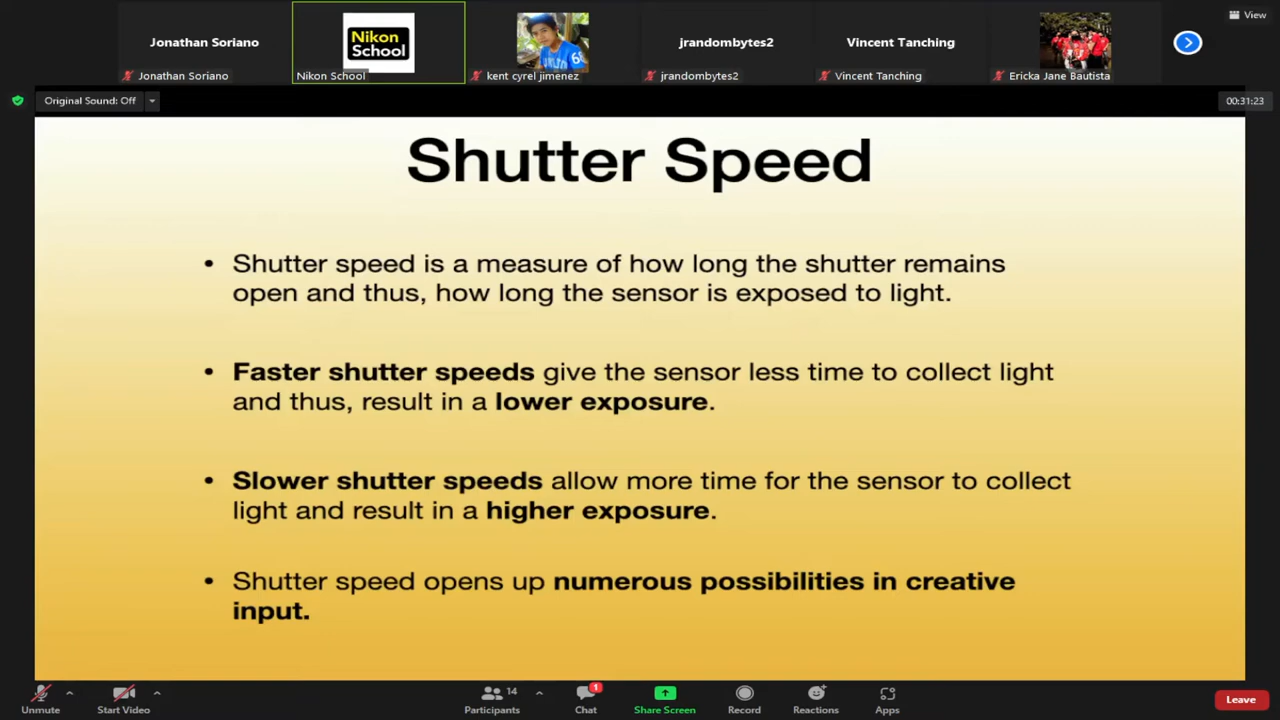 View
Jonathan Soriano
Nikon
School
jrandombytes2
Vincent Tanching
Jonathan Soriano
Nikon School
kent cyrel jimenez
jrandombytes2
Vincent Tanching
Ericka Jane Bautista
Original Sound: Off
00:31:23
Shutter Speed
• Shutter speed is a measure of how long the shutter remains
open and thus, how long the sensor is exposed to light.
• Faster shutter speeds give the sensor less time to collect light
and thus, result in a lower exposure.
• Slower shutter speeds allow more time for the sensor to collect
light and result in a higher exposure.
• Shutter speed opens up numerous possibilities in creative
input.
Unmute
Start Video
14
Participants
1
Chat
Share Screen
Record
Reactions
Apps
Leave